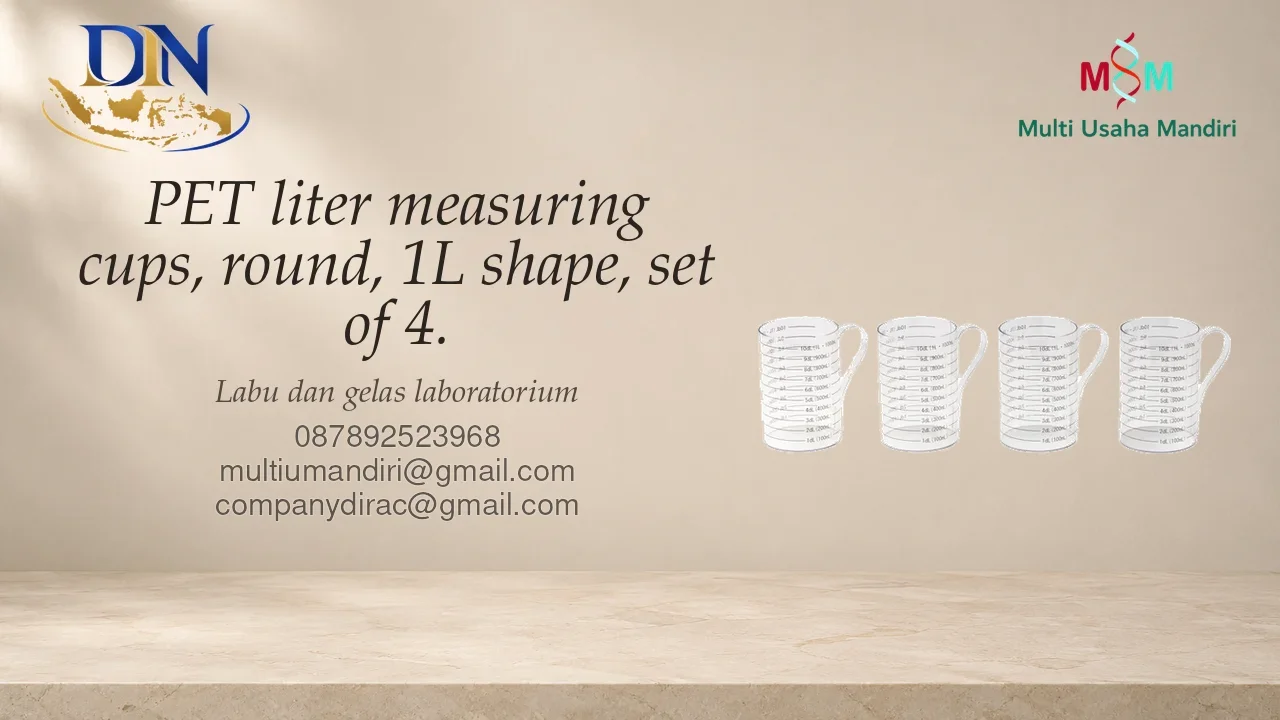 DIN
M M
Multi Usaha Mandiri
PET liter measuring
cups, round, 1L shape, set
of 4.
Labu dan gelas laboratorium
087892523968
multiumandiri@gmail.com
companydirac@gmail.com